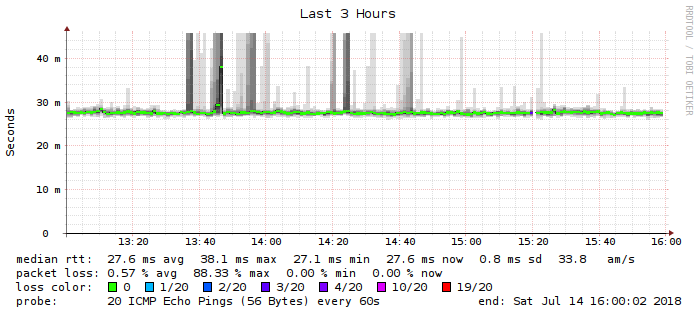 Last 3 Hours
RRDTOOL / TOBI OETIKER
Seconds
40 m
30 m
20 m
10 m
0
13:20 13:40 14:00 14:20 14:40 15:00 15:20 15:40 16:00
median rtt: 27.6 ms avg 38.1 ms max 27.1 ms min 27.6 ms now 0.8 ms sd 33.8 am/s
packet loss: 0.57 % avg 88.33 % max 0.00 % min 0.00 % now
loss color: 0 1/20 2/20 3/20 4/20 10/20 19/20
probe: 20 ICMP Echo Pings (56 Bytes) every 60s end: Sat Jul 14 16:00:02 2018